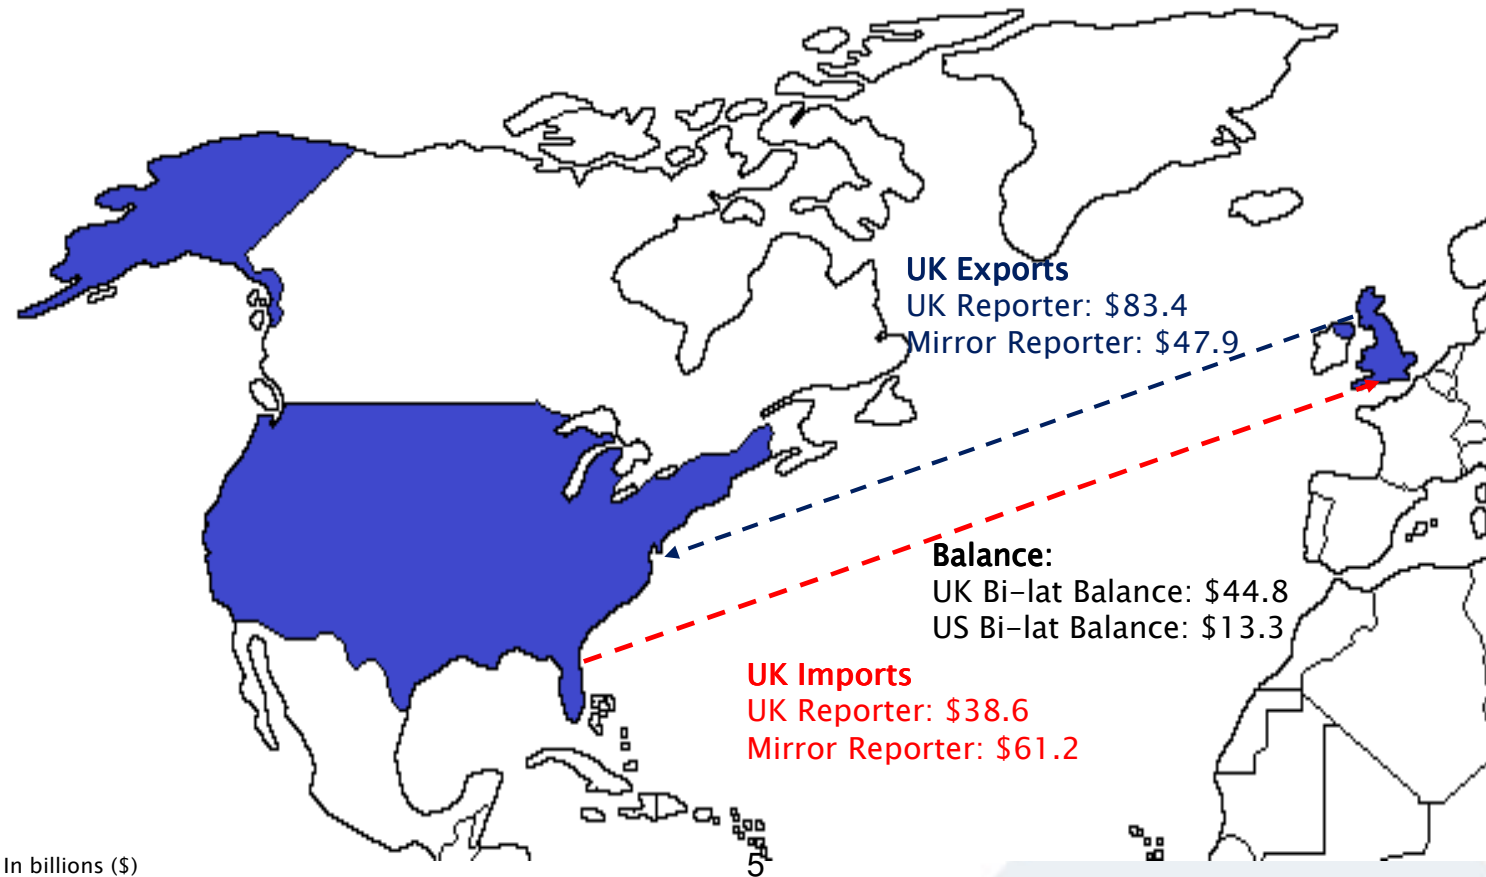 UK Exports
UK Reporter: $83.4
Mirror Reporter: $47.9
Balance:
UK Bi-lat Balance: $44.8
US Bi-lat Balance: $13.3
UK Imports
UK Reporter: $38.6
Mirror Reporter: $61.2
In billions ($)
5